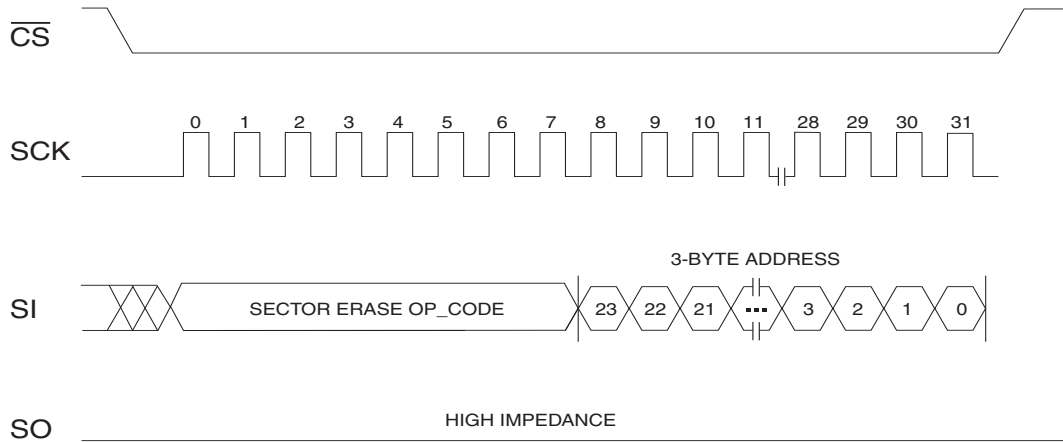 CS
0 1 2 3 4 5 6 7 8 9 10 11 28 29 30 31
SCK
3-BYTE ADDRESS
SI SECTOR ERASE OP_CODE 23 22 21 ... 3 2 1 0
HIGH IMPEDANCE
SO